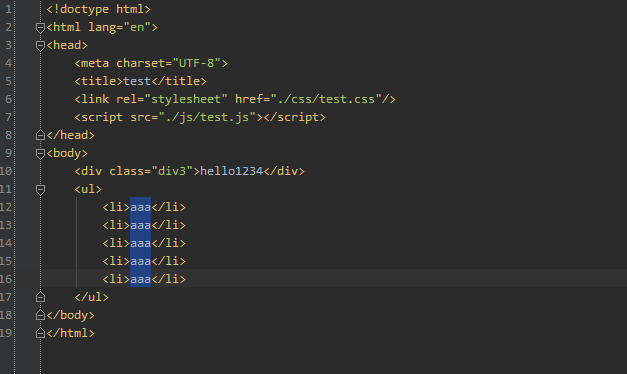 1 <!doctype html>
2 <html lang="en">
3 <head>
4     <meta charset="UTF-8">
5     <title>test</title>
6     <link rel="stylesheet" href="./css/test.css"/>
7     <script src="./js/test.js"></script>
8 </head>
9 <body>
10     <div class="div3">hello1234</div>
11     <ul>
12         <li>aaa</li>
13         <li>aaa</li>
14         <li>aaa</li>
15         <li>aaa</li>
16         <li>aaa</li>
17     </ul>
18 </body>
19 </html>